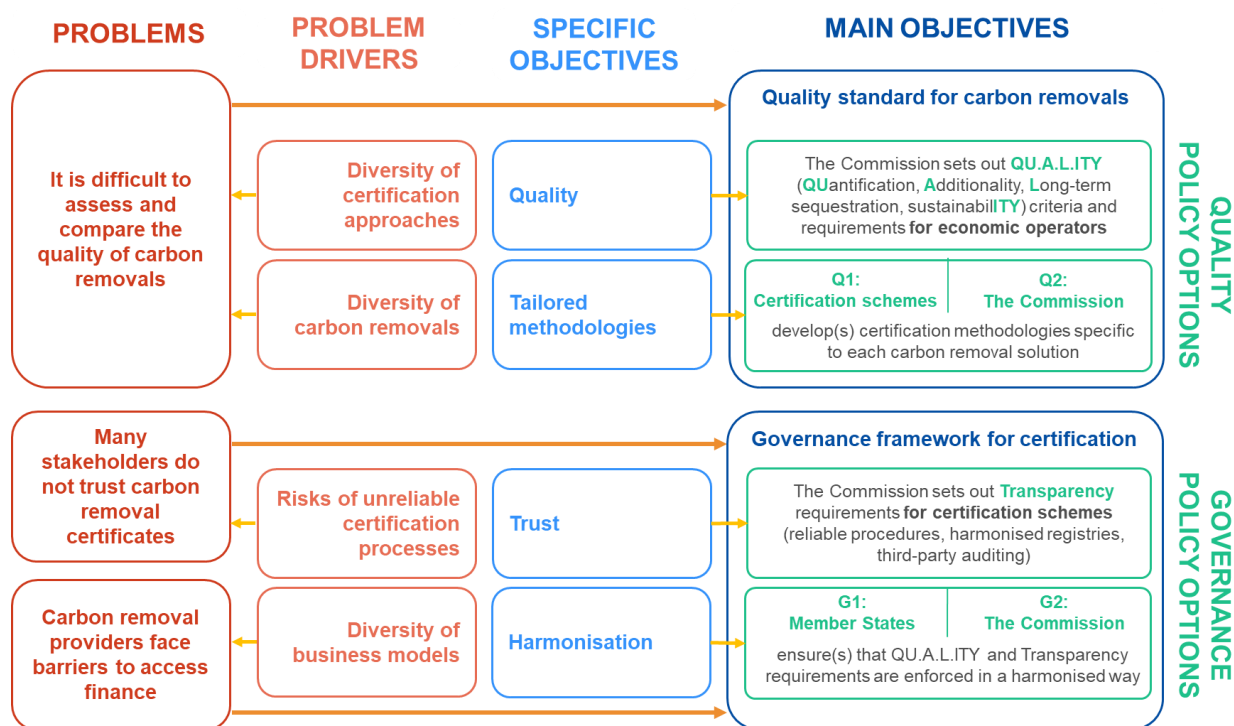 PROBLEMS
PROBLEM
DRIVERS
SPECIFIC
OBJECTIVES
MAIN OBJECTIVES
It is difficult to
assess and
compare the
quality of carbon
removals
Diversity of
certification
approaches
Quality
Quality standard for carbon removals
The Commission sets out QU.A.L.ITY
(QUantification, Additionality, Long-term
sequestration, sustainabilITY) criteria and
requirements for economic operators
Diversity
of carbon removals
Tailored
methodologies
Q1:
Certification schemes
Q2:
The Commission
develop(s) certification methodologies specific
to each carbon removal solution
QUALITY
POLICY OPTIONS
Many
stakeholders do
not trust carbon
removal
certificates
Governance framework for certification
Risks of unreliable
certification
processes
Trust
The Commission sets out Transparency
requirements for certification schemes
(reliable procedures, harmonised registries,
third-party auditing)
Carbon removal
providers face
barriers to access
finance
Diversity of
business models
Harmonisation
G1:
Member States
G2:
The Commission
ensure(s) that QU.A.L.ITY and Transparency
requirements are enforced in a harmonised way
GOVERNANCE
POLICY OPTIONS